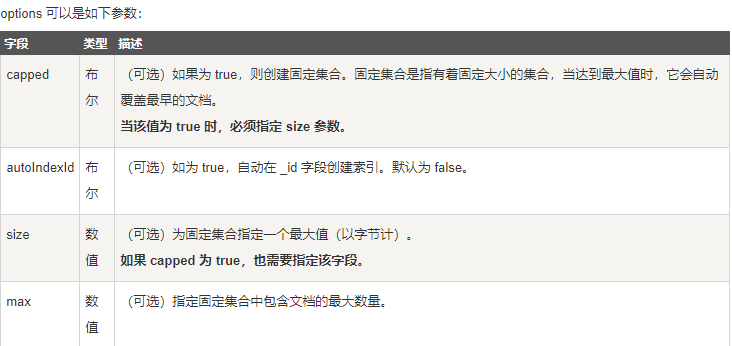 options 可以是如下参数：
字段 类型 描述
capped 布尔 （可选）如果为 true，则创建固定集合。固定集合是指有着固定大小的集合，当达到最大值时，它会自动
覆盖最早的文档。
当该值为 true 时，必须指定 size 参数。
autoIndexId 布尔 （可选）如为 true，自动在 _id 字段创建索引。默认为 false。
size 数值 （可选）为固定集合指定一个最大值（以字节计）。
如果 capped 为 true，也需要指定该字段。
max 数值 （可选）指定固定集合中包含文档的最大数量。